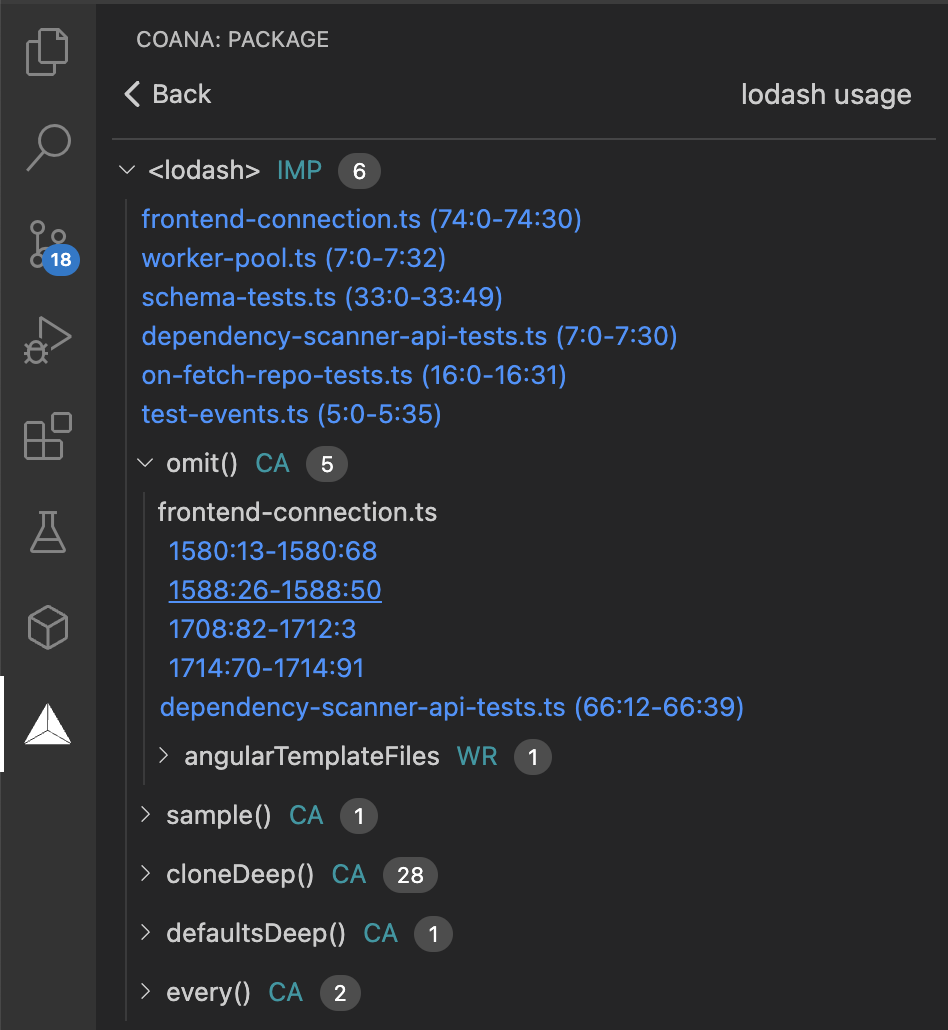 COANA: PACKAGE
Back lodash usage
<lodash> IMP 6
frontend-connection.ts (74:0-74:30)
worker-pool.ts (7:0-7:32)
18
schema-tests.ts (33:0-33:49)
dependency-scanner-api-tests.ts (7:0-7:30)
on-fetch-repo-tests.ts (16:0-16:31)
test-events.ts (5:0-5:35)
omit() CA 5
frontend-connection.ts
1580:13-1580:68
1588:26-1588:50
1708:82-1712:3
1714:70-1714:91
dependency-scanner-api-tests.ts (66:12-66:39)
angularTemplateFiles WR 1
sample() CA 1
cloneDeep() CA 28
defaultsDeep() CA 1
every() CA 2